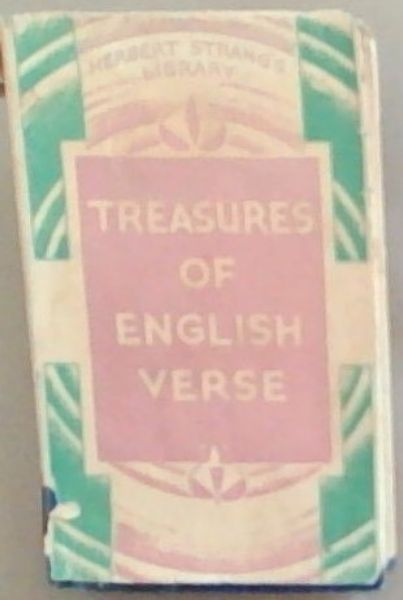 HERBERT STRANG'S
LIBRARY
TREASURES
OF
ENGLISH
VERSE